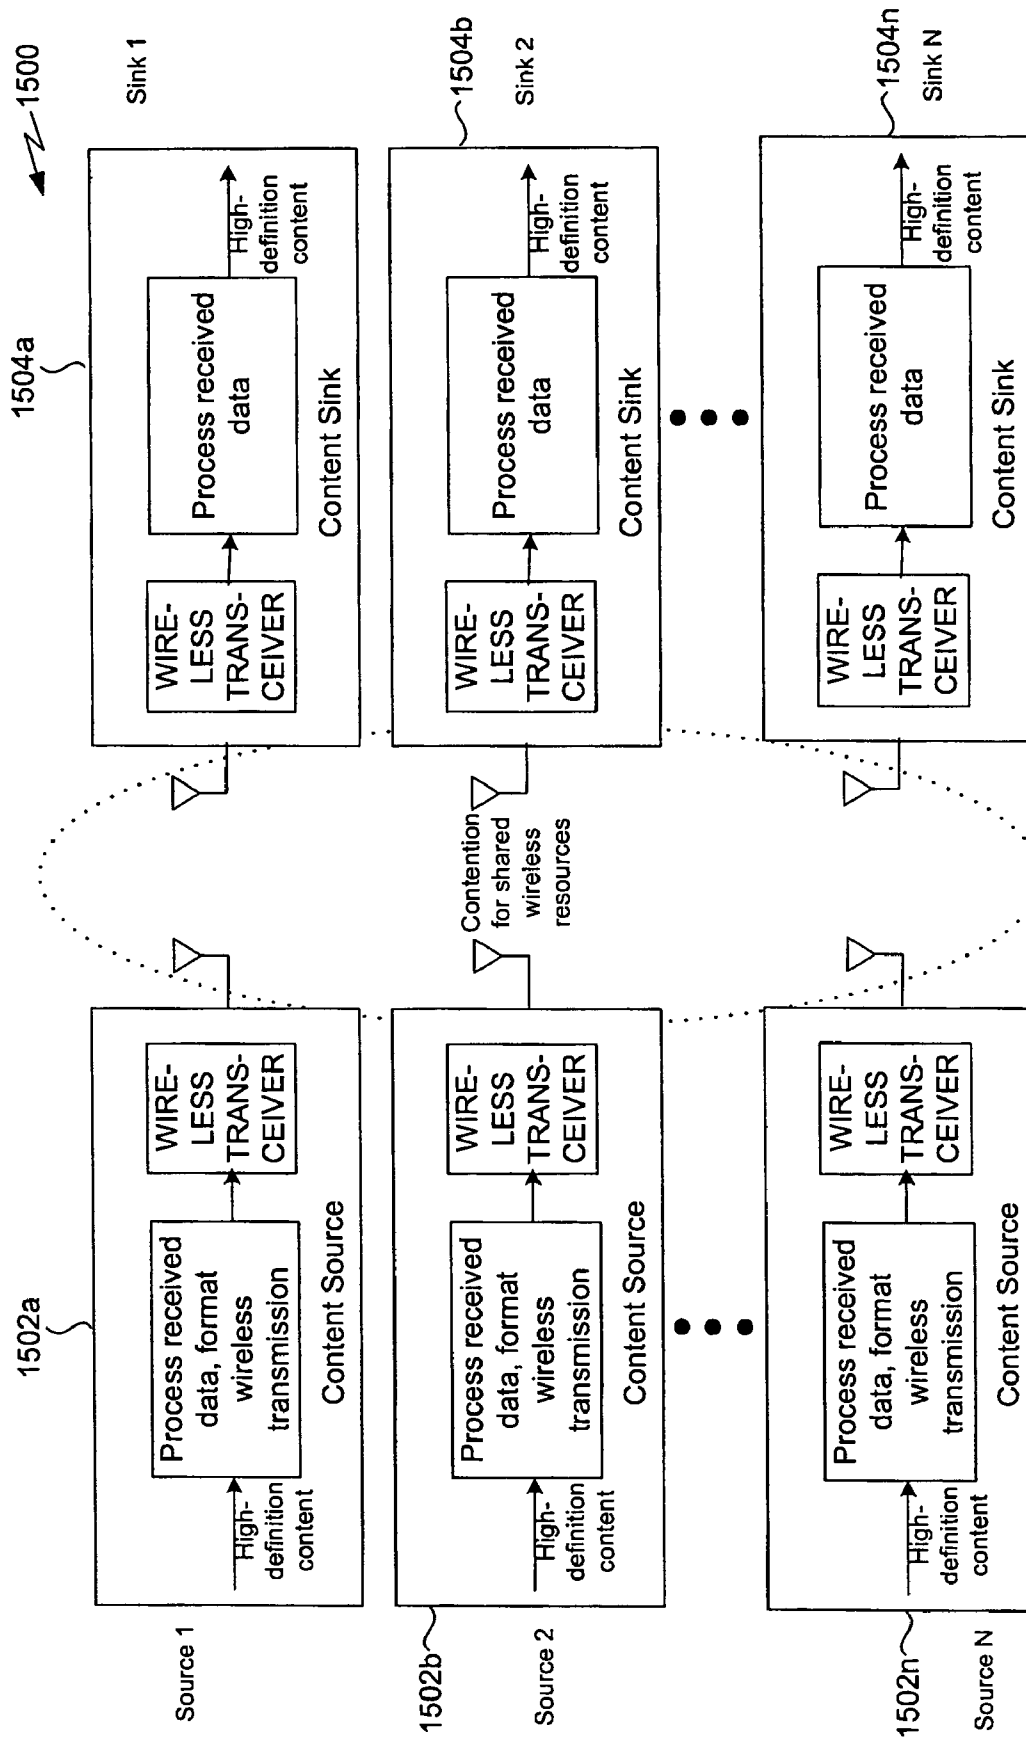 1500
1502a
1504a
Source 1
High-
definition
content
Process received
data, format
wireless
transmission
WIRE-
LESS
TRANS-
CEIVER
Content Source
WIRE-
LESS
TRANS-
CEIVER
Process received
data
High-
definition
content
Content Sink
Sink 1
1502b
Source 2
High-
definition
content
Process received
data, format
wireless
transmission
WIRE-
LESS
TRANS-
CEIVER
Content Source
Contention
for shared
wireless
resources
WIRE-
LESS
TRANS-
CEIVER
Process received
data
High-
definition
content
Content Sink
1504b
Sink 2
1502n
Source N
High-
definition
content
Process received
data, format
wireless
transmission
WIRE-
LESS
TRANS-
CEIVER
Content Source
WIRE-
LESS
TRANS-
CEIVER
Process received
data
High-
definition
content
Content Sink
1504n
Sink N